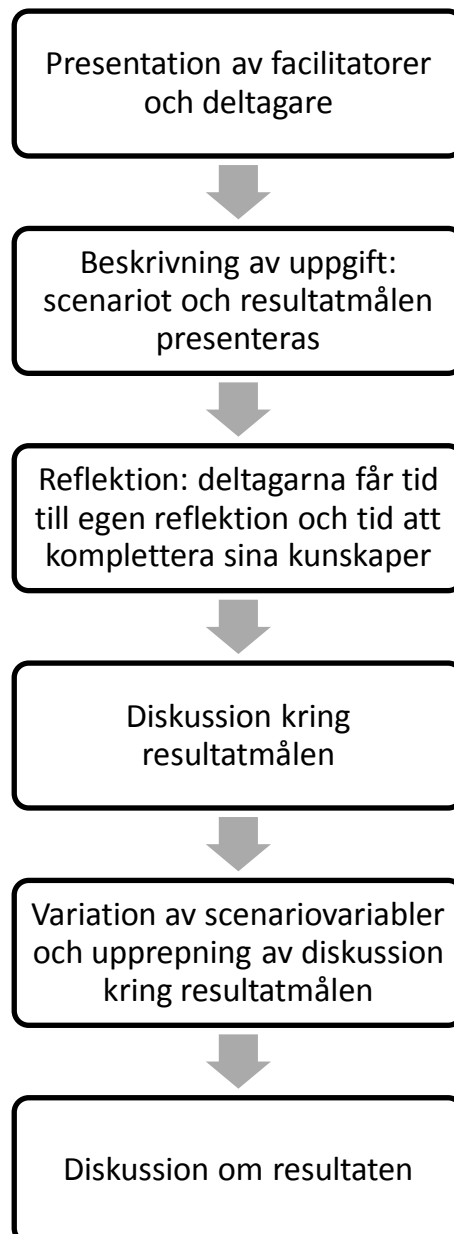 Presentation av facilitatorer
och deltagare
Beskrivning av uppgift:
scenariot och resultatmålen
presenteras
Reflektion: deltagarna får tid
till egen reflektion och tid att
komplettera sina kunskaper
Diskussion kring
resultatmålen
Variation av scenariovariabler
och upprepning av diskussion
kring resultatmålen
Diskussion om resultaten